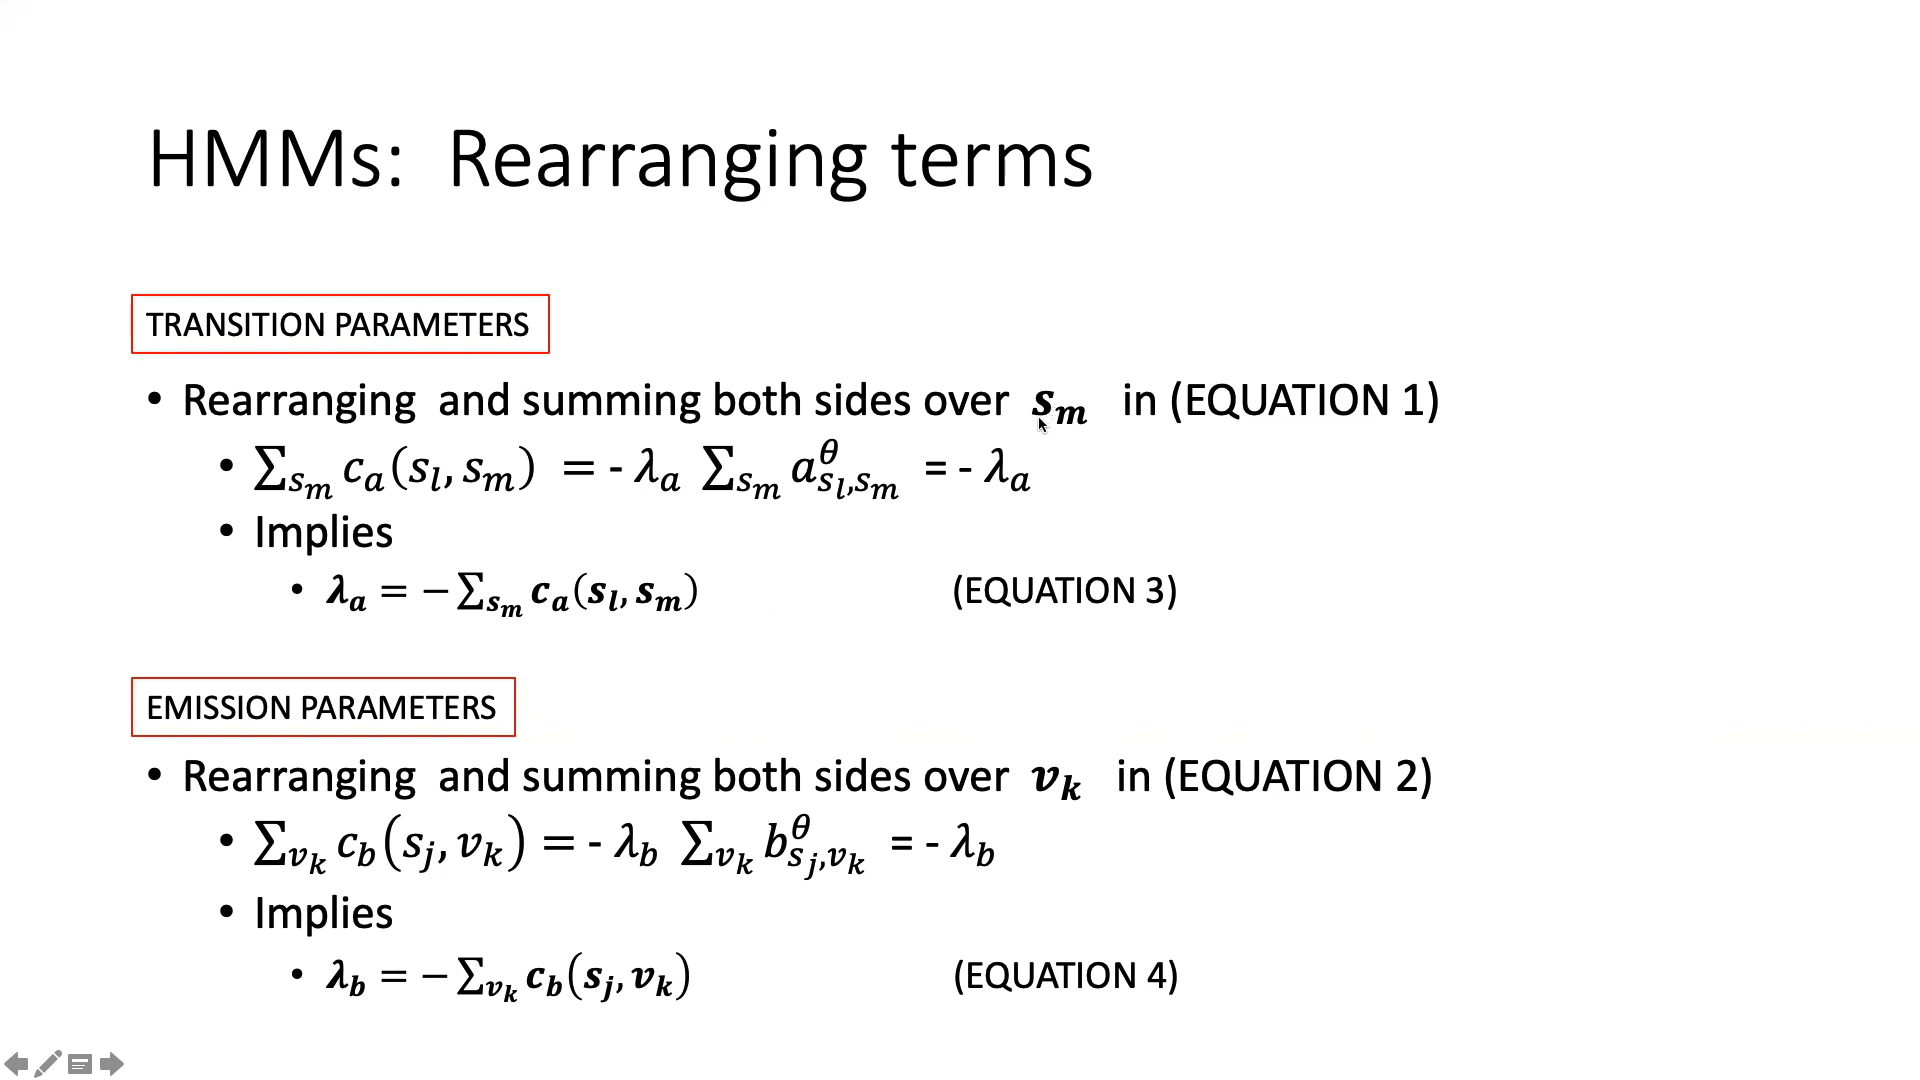 HMMs: Rearranging terms
TRANSITION PARAMETERS
• Rearranging and summing both sides over $s_m$ in (EQUATION 1)
• $\sum_{s_m} c_a(s_l, s_m) = - \lambda_a \sum_{s_m} a^{\theta}_{s_l,s_m} = - \lambda_a$
• Implies
• $\lambda_a = -\sum_{s_m} c_a(s_l, s_m)$ (EQUATION 3)
EMISSION PARAMETERS
• Rearranging and summing both sides over $v_k$ in (EQUATION 2)
• $\sum_{v_k} c_b(s_j, v_k) = - \lambda_b \sum_{v_k} b^{\theta}_{s_j,v_k} = - \lambda_b$
• Implies
• $\lambda_b = -\sum_{v_k} c_b(s_j, v_k)$ (EQUATION 4)